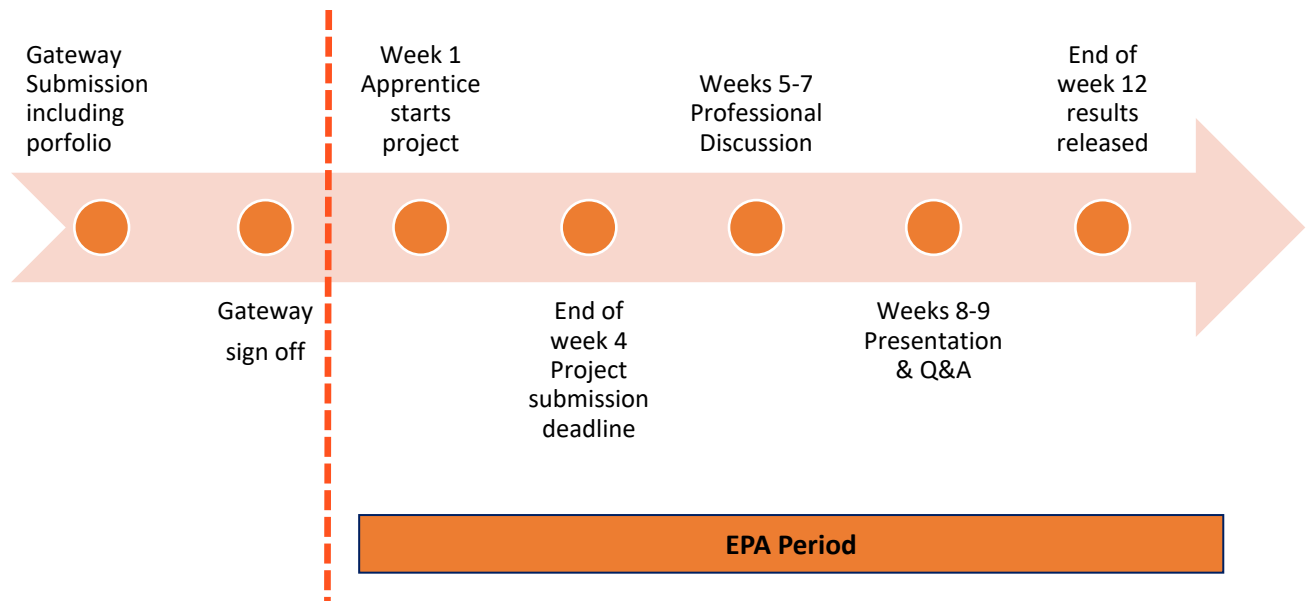 Gateway
Submission
including
porfolio
Gateway
sign off
Week 1
Apprentice
starts
project
End of
week 4
Project
submission
deadline
Weeks 5-7
Professional
Discussion
Weeks 8-9
Presentation
& Q&A
End of
week 12
results
released
EPA Period